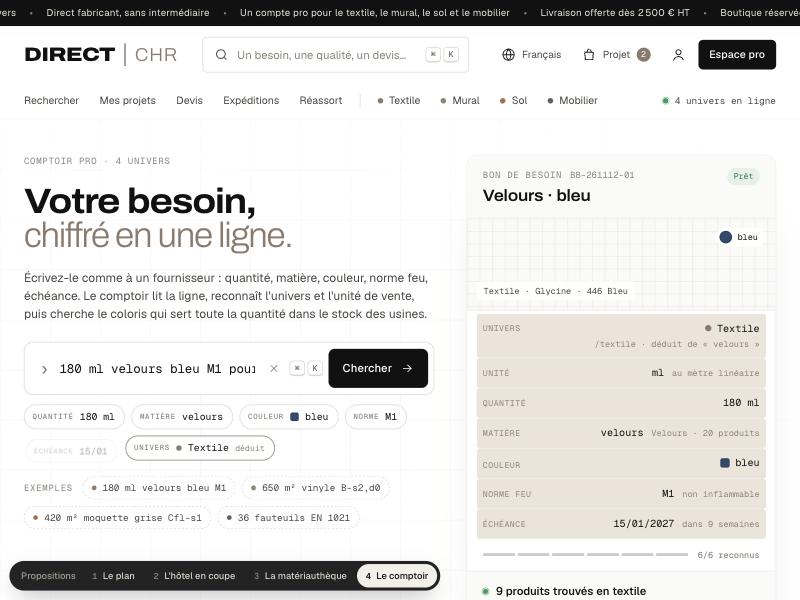 vers • Direct fabricant, sans intermédiaire • Un compte pro pour le textile, le mural, le sol et le mobilier • Livraison offerte dès 2 500 € HT • Boutique réservé
DIRECT | CHR
Un besoin, une qualité, un devis... ⌘ K
Français
Projet 2
Espace pro
Rechercher Mes projets Devis Expéditions Réassort Textile Mural Sol Mobilier
4 univers en ligne
COMPTOIR PRO · 4 UNIVERS
Votre besoin,
chiffré en une ligne.
Écrivez-le comme à un fournisseur : quantité, matière, couleur, norme feu,
échéance. Le comptoir lit la ligne, reconnaît l'univers et l'unité de vente,
puis cherche le coloris qui sert toute la quantité dans le stock des usines.
› 180 ml velours bleu M1 pour × ⌘ K Chercher →
QUANTITÉ 180 ml MATIÈRE velours COULEUR bleu NORME M1
ÉCHÉANCE 15/01 UNIVERS Textile déduit
EXEMPLES 180 ml velours bleu M1 650 m² vinyle B-s2,d0
420 m² moquette grise Cfl-s1 36 fauteuils EN 1021
BON DE BESOIN BB-261112-01
Prêt
Velours · bleu
bleu
Textile · Glycine · 446 Bleu
UNIVERS Textile
/textile · déduit de « velours »
UNITÉ ml au mètre linéaire
QUANTITÉ 180 ml
MATIÈRE velours Velours · 20 produits
COULEUR bleu
NORME FEU M1 non inflammable
ÉCHÉANCE 15/01/2027 dans 9 semaines
6/6 reconnus
9 produits trouvés en textile
Propositions 1 Le plan 2 L'hôtel en coupe 3 La matériauthèque 4 Le comptoir